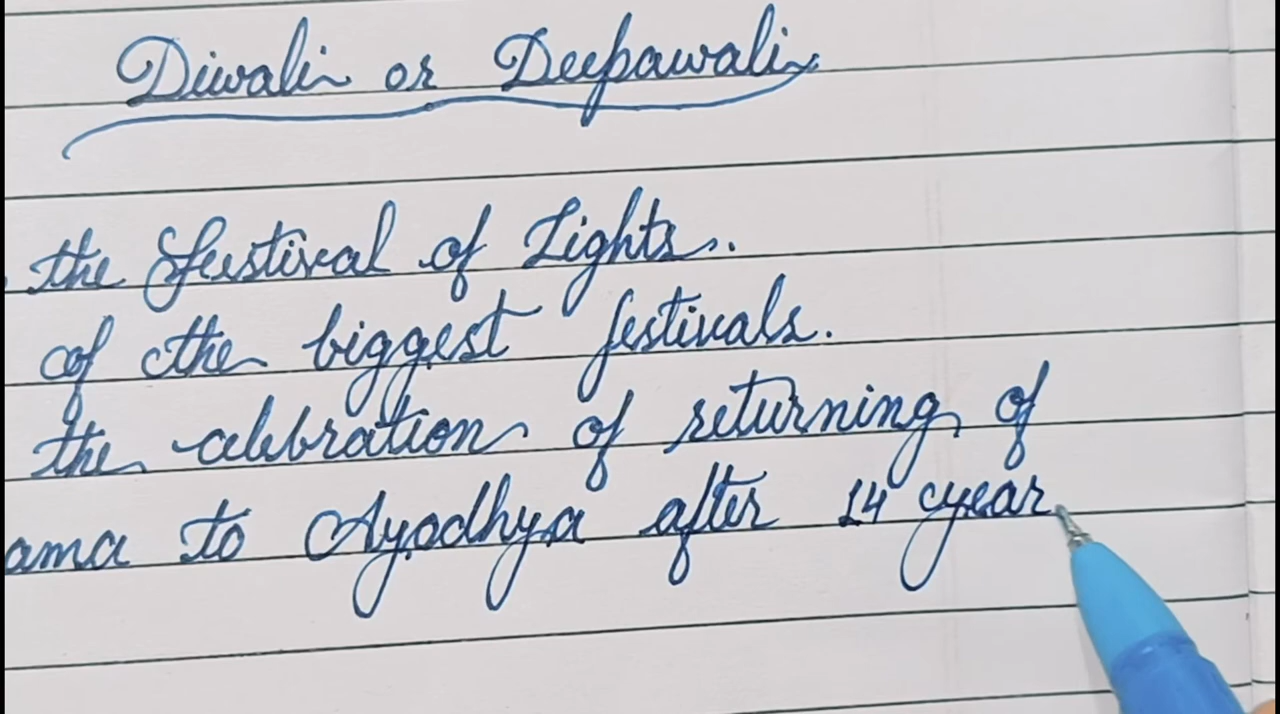 Diwali or Deepawali
the Festival of Lights..
of the biggest festivals.
the celebration of returning of
ama to Ayodhya after 14 year